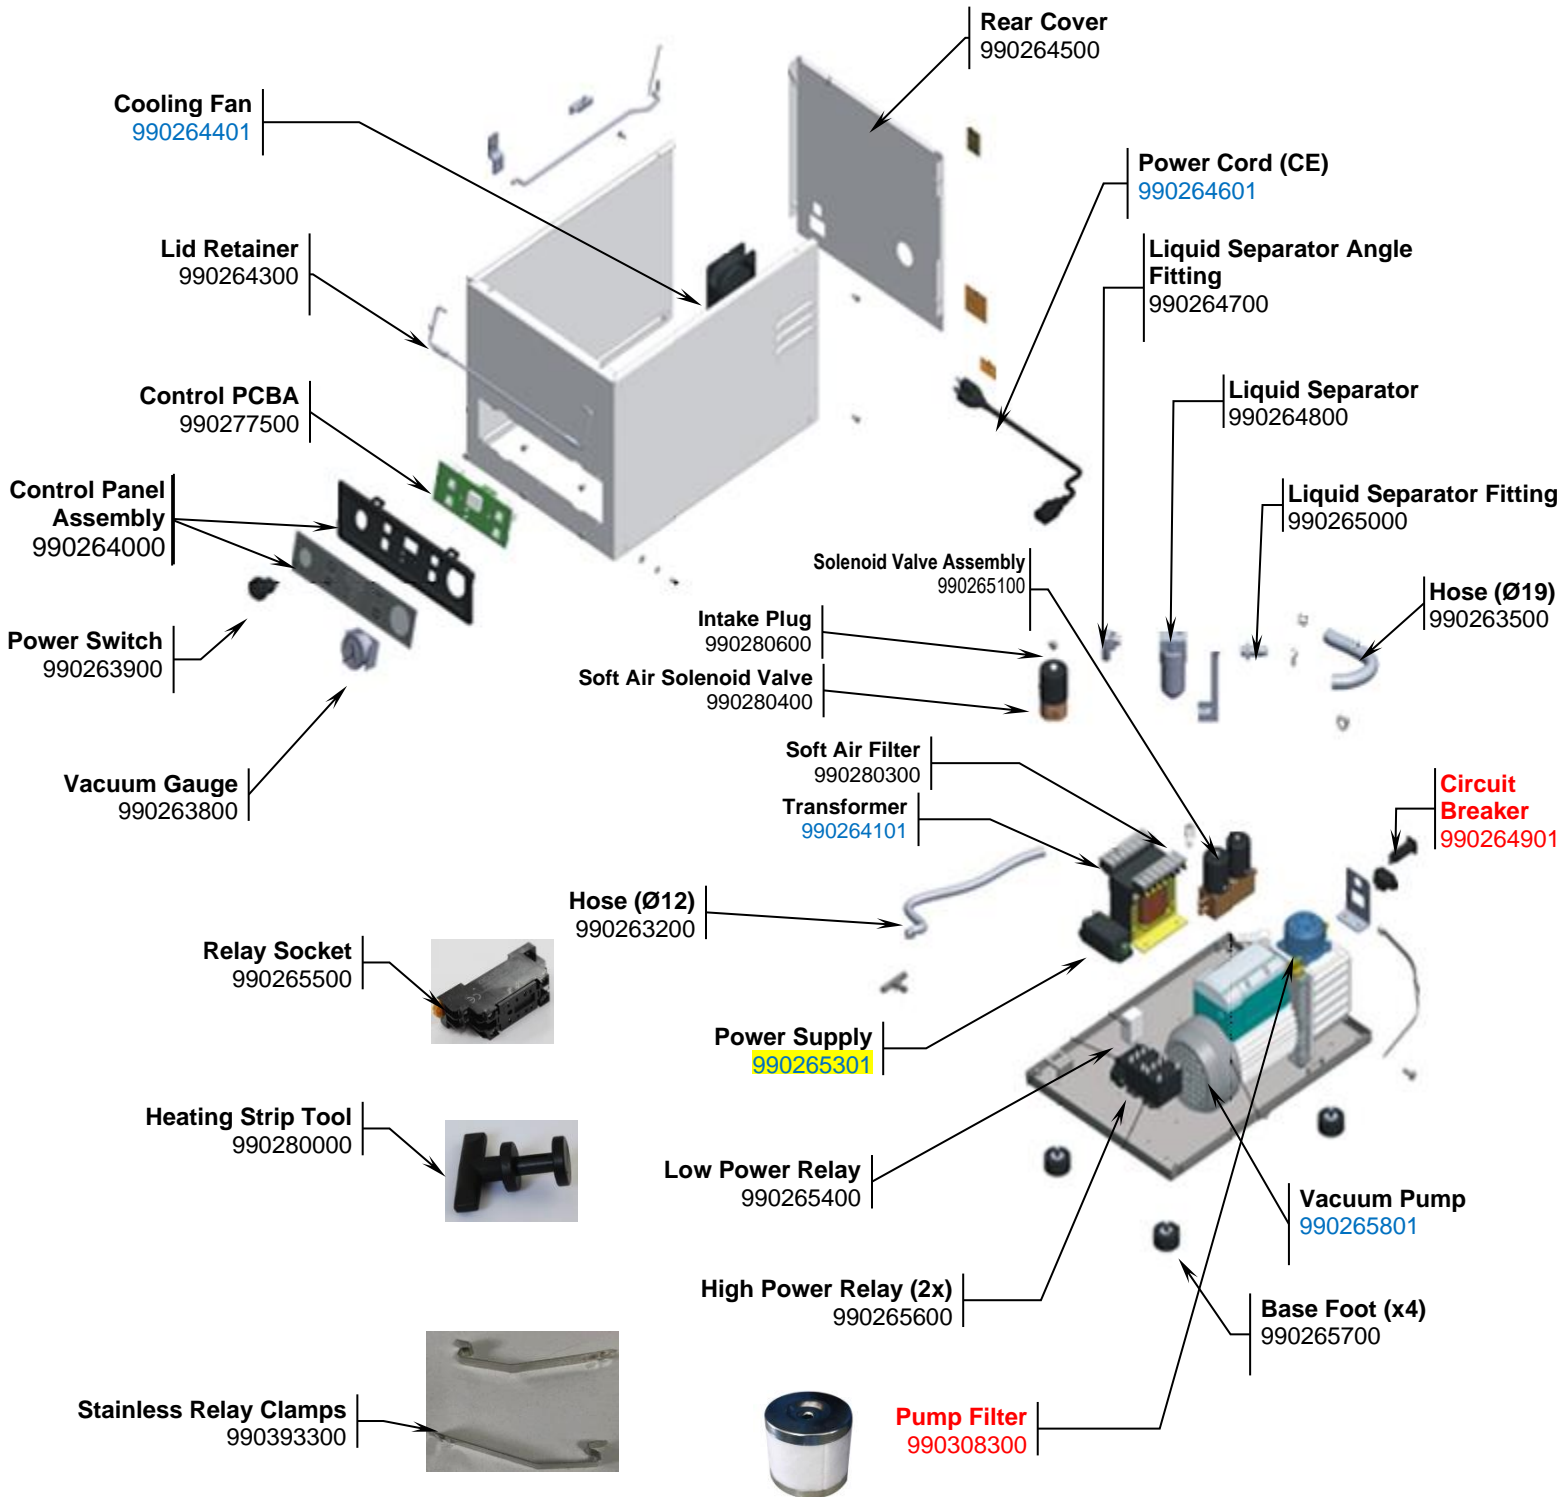 Rear Cover
990264500
Cooling Fan
990264401
Power Cord (CE)
990264601
Lid Retainer
990264300
Liquid Separator Angle
Fitting
990264700
Control PCBA
990277500
Liquid Separator
990264800
Control Panel
Assembly
990264000
Liquid Separator Fitting
990265000
Solenoid Valve Assembly
990265100
Hose (Ø19)
990263500
Intake Plug
990280600
Power Switch
990263900
Soft Air Solenoid Valve
990280400
Soft Air Filter
990280300
Vacuum Gauge
990263800
Transformer
990264101
Circuit
Breaker
990264901
Hose (Ø12)
990263200
Relay Socket
990265500
Power Supply
990265301
Heating Strip Tool
990280000
Low Power Relay
990265400
Vacuum Pump
990265801
High Power Relay (2x)
990265600
Base Foot (x4)
990265700
Stainless Relay Clamps
990393300
Pump Filter
990308300